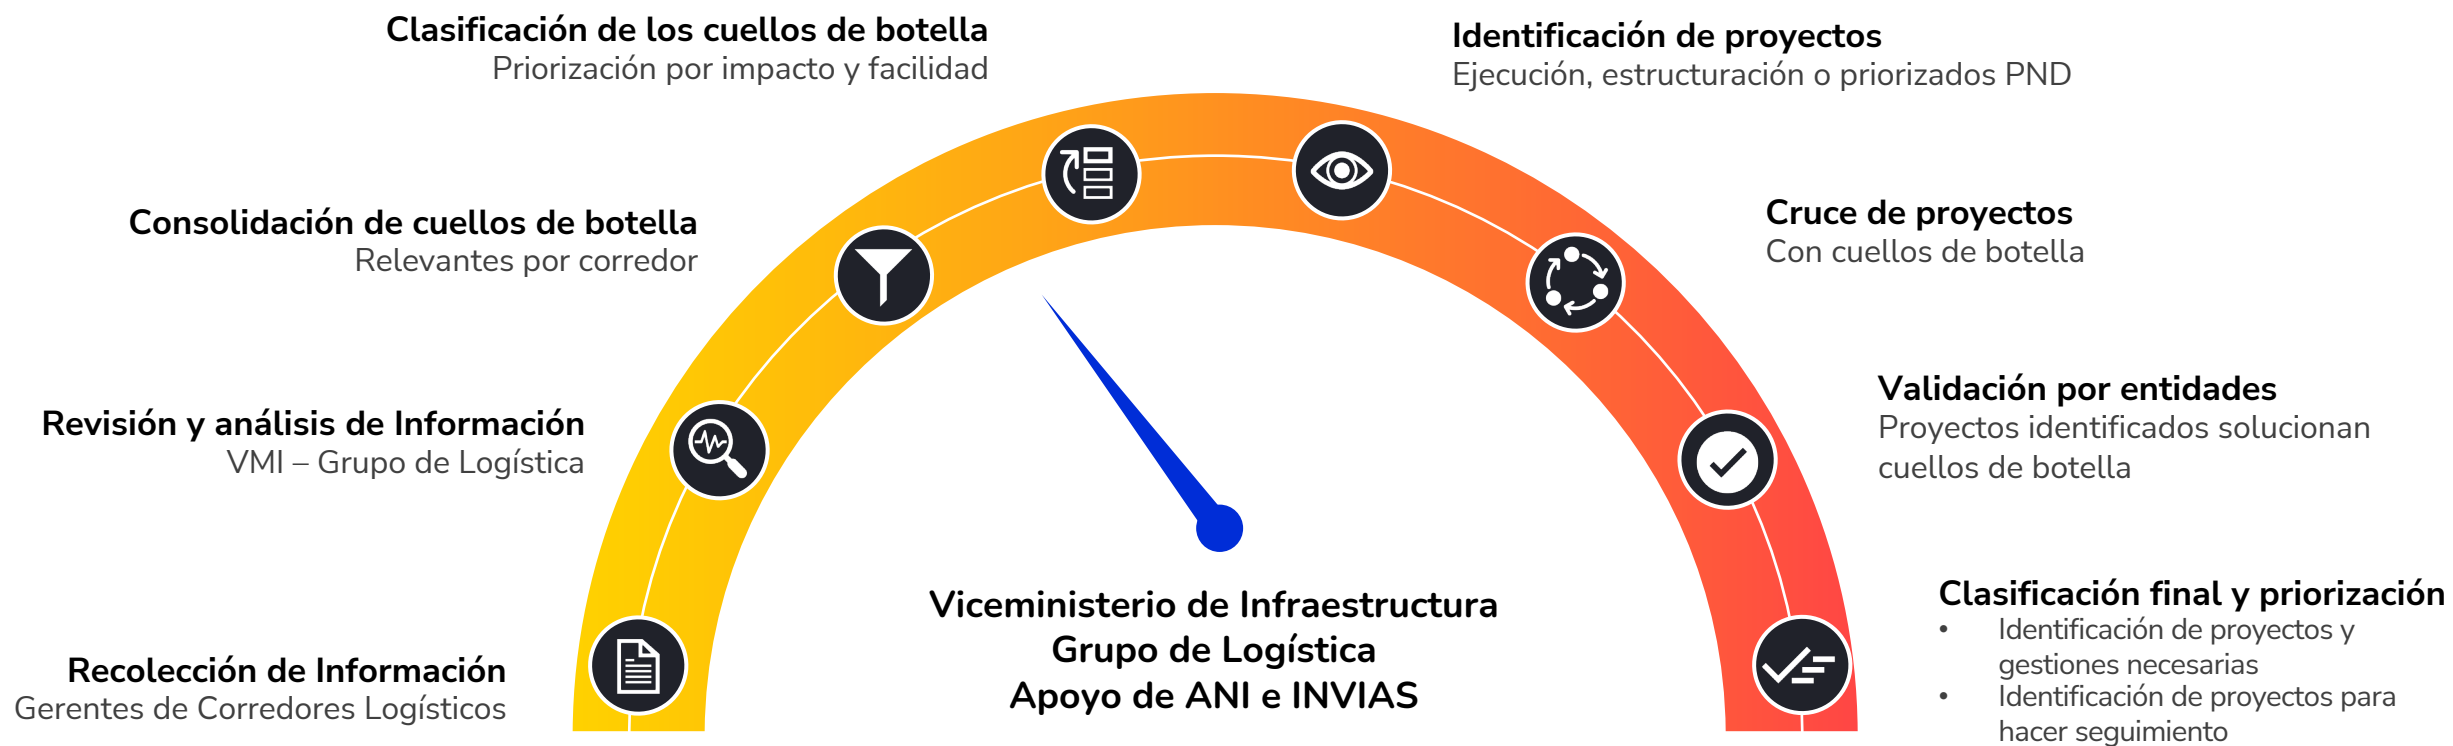 Clasificación de los cuellos de botella
Priorización por impacto y facilidad
Identificación de proyectos
Ejecución, estructuración o priorizados PND
Consolidación de cuellos de botella
Relevantes por corredor
Cruce de proyectos
Con cuellos de botella
Revisión y análisis de Información
VMI – Grupo de Logística
Validación por entidades
Proyectos identificados solucionan
cuellos de botella
Recolección de Información
Gerentes de Corredores Logísticos
Viceministerio de Infraestructura
Grupo de Logística
Apoyo de ANI e INVIAS
Clasificación final y priorización
• Identificación de proyectos y
gestiones necesarias
• Identificación de proyectos para
hacer seguimiento